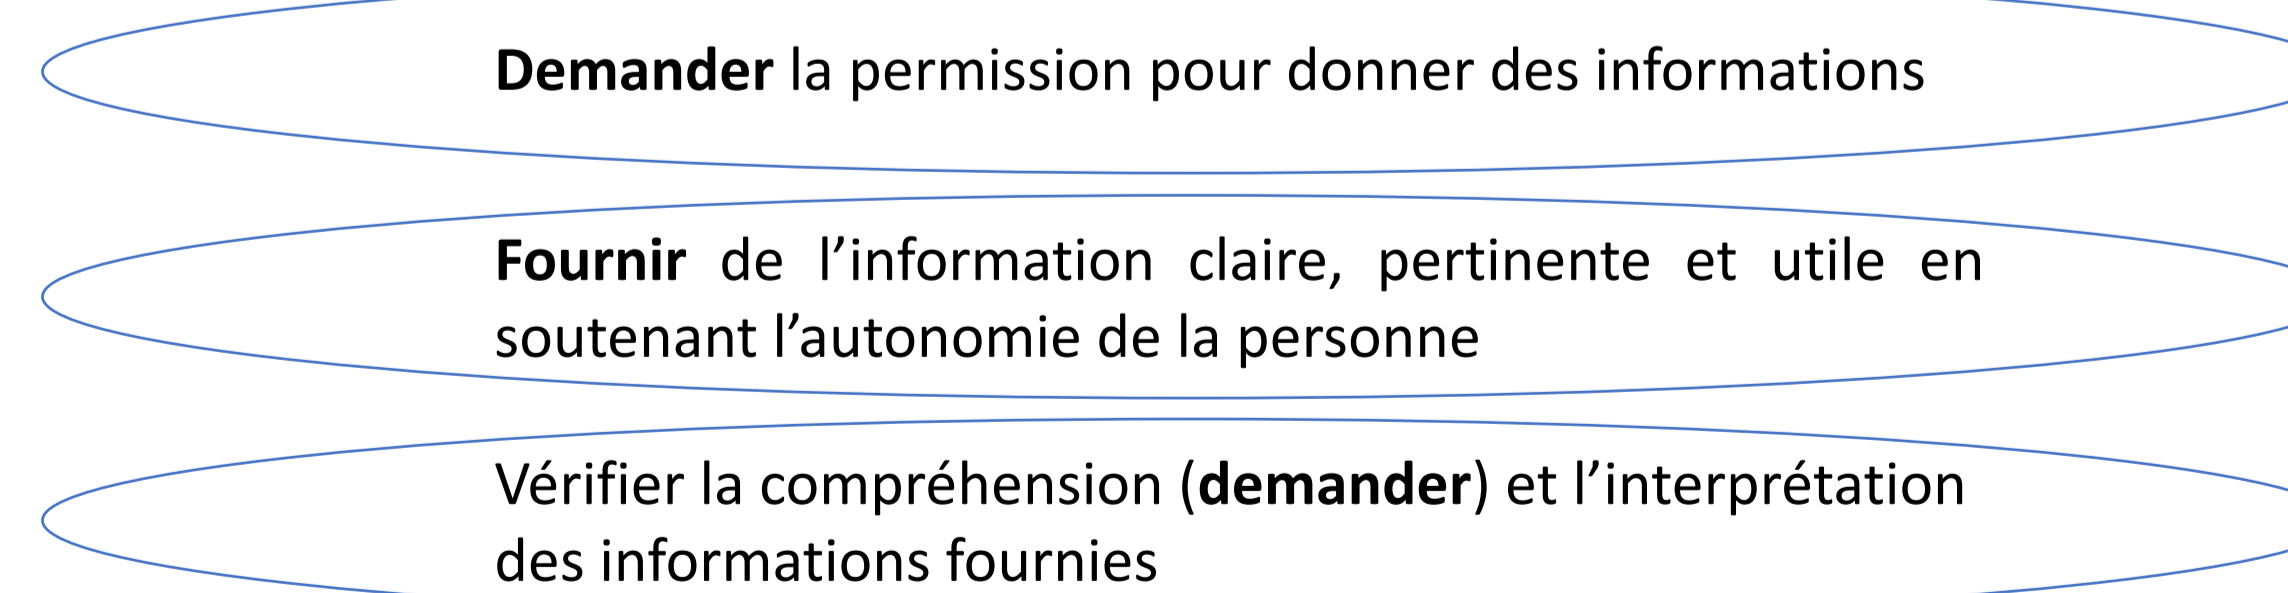 Demander la permission pour donner des informations
Fournir de l’information claire, pertinente et utile en
soutenant l’autonomie de la personne
Vérifier la compréhension (demander) et l’interprétation
des informations fournies